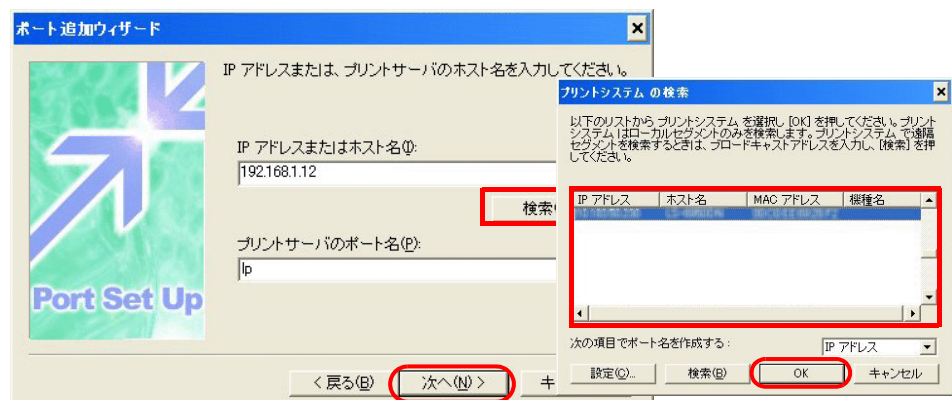 ポート追加ウィザード
IP アドレスまたは、プリントサーバのホスト名を入力してください。
IP アドレスまたはホスト名(I):
192.168.1.12
検索
プリントサーバのポート名(P):
lp
Port Set Up
< 戻る(B)
次へ(N) >
キ
プリントシステム の検索
以下のリストから プリントシステム を選択し [OK] を押してください。プリント
システム はローカルセグメントのみを検索します。プリントシステム で遠隔
セグメントを検索するときは、ブロードキャストアドレスを入力し、[検索] を押
してください。
IP アドレス ホスト名 MAC アドレス 機種名
次の項目でポート名を作成する :
IP アドレス
設定(C)...
検索(B)
OK
キャンセル